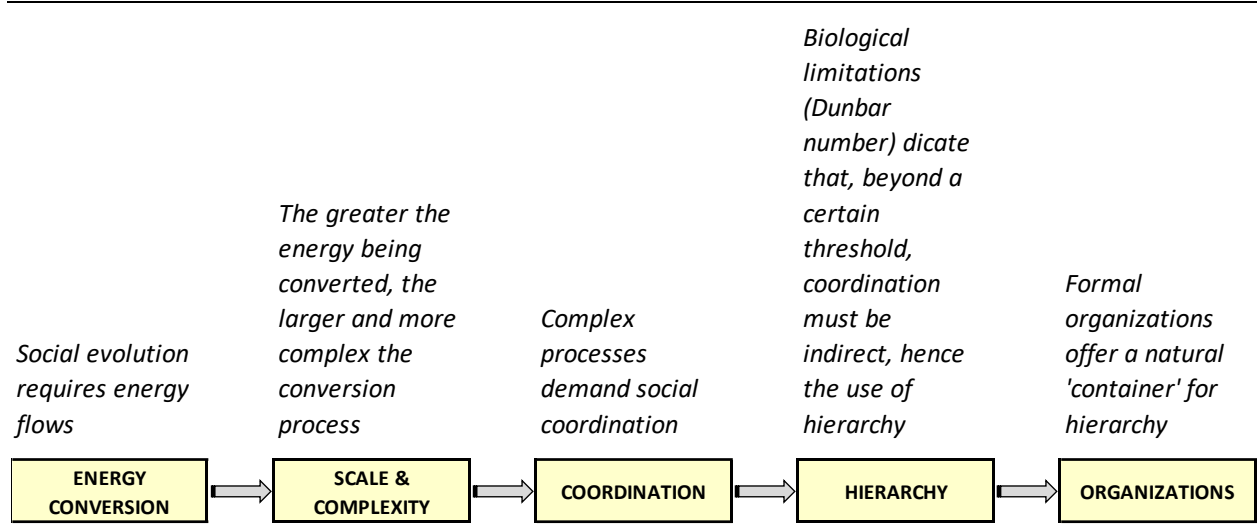 Social evolution
requires energy
flows
The greater the
energy being
converted, the
larger and more
complex the
conversion
process
Complex
processes
demand social
coordination
Biological
limitations
(Dunbar
number) dicate
that, beyond a
certain
threshold,
coordination
must be
indirect, hence
the use of
hierarchy
Formal
organizations
offer a natural
'container' for
hierarchy
ENERGY
CONVERSION
SCALE &
COMPLEXITY
COORDINATION
HIERARCHY
ORGANIZATIONS